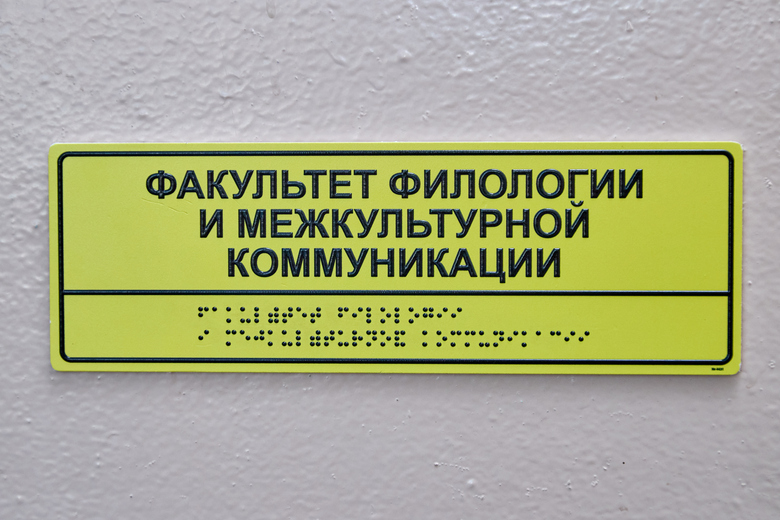 ФАКУЛЬТЕТ ФИЛОЛОГИИ
И МЕЖКУЛЬТУРНОЙ
КОММУНИКАЦИИ